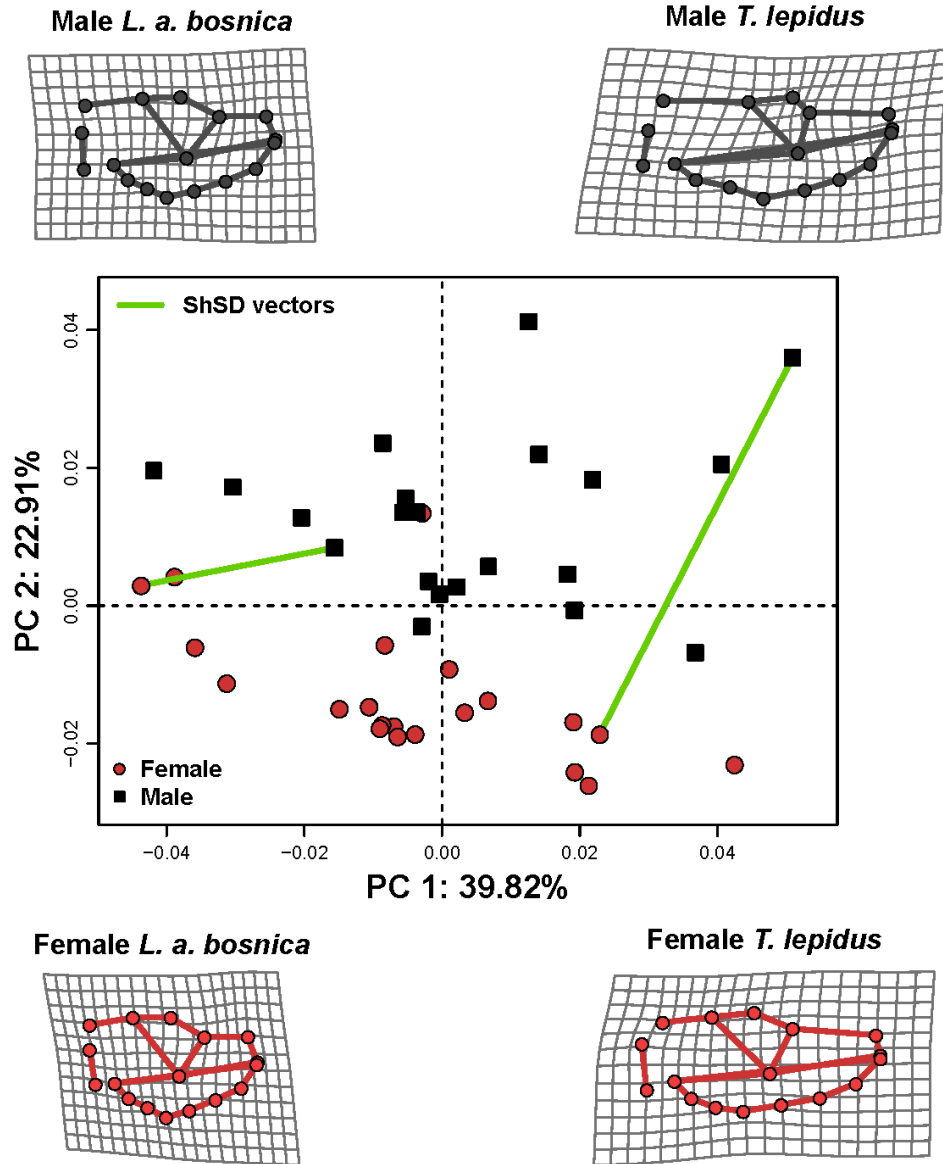 Male L. a. bosnica
Male T. lepidus
ShSD vectors
0.04
0.02
0.00
−0.02
PC 2: 22.91%
Female
Male
−0.04
−0.02
0.00
0.02
0.04
PC 1: 39.82%
Female L. a. bosnica
Female T. lepidus